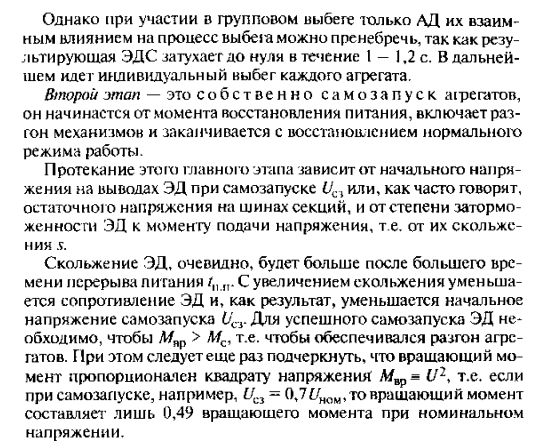 Однако при участии в групповом выбеге только АД их взаим-
ным влиянием на процесс выбега можно пренебречь, так как резу-
льтирующая ЭДС затухает до нуля в течение 1 – 1,2 с. В дальней-
шем идет индивидуальный выбег каждого агрегата.
Второй этап — это собственно самозапуск агрегатов,
он начинается от момента восстановления питания, включает раз-
гон механизмов и заканчивается с восстановлением нормального
режима работы.
Протекание этого главного этапа зависит от начального напря-
жения на выводах ЭД при самозапуске Uсз или, как часто говорят,
остаточного напряжения на шинах секций, и от степени заторможе-
женности ЭД к моменту подачи напряжения, т.е. от их скольже-
ния s.
Скольжение ЭД, очевидно, будет больше после большего вре-
мени перерыва питания tп.п. С увеличением скольжения уменьша-
ется сопротивление ЭД и, как результат, уменьшается начальное
напряжение самозапуска Uсз. Для успешного самозапуска ЭД не-
обходимо, чтобы Mвр > Mс, т.е. чтобы обеспечивался разгон агре-
гатов. При этом следует еще раз подчеркнуть, что вращающий мо-
мент пропорционален квадрату напряжения Mвр ≡ U², т.е. если
при самозапуске, например, Uсз = 0,7Uном, то вращающий момент
составляет лишь 0,49 вращающего момента при номинальном
напряжении.